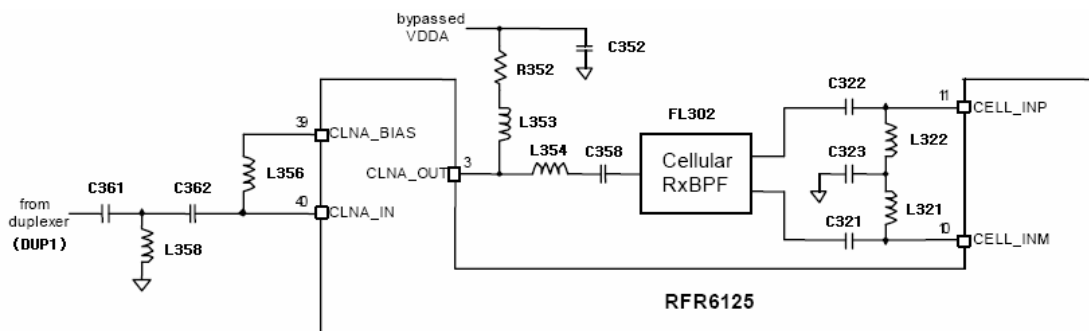 bypassed
VDDA
C352
R352
L353
C322
11
CELL_INP
39
CLNA_BIAS
FL302
L322
L354
C358
L356
CLNA_OUT
3
Cellular
RxBPF
C323
C361
C362
from
duplexer
(DUP1)
40
CLNA_IN
C321
L321
L358
10
CELL_INM
RFR6125